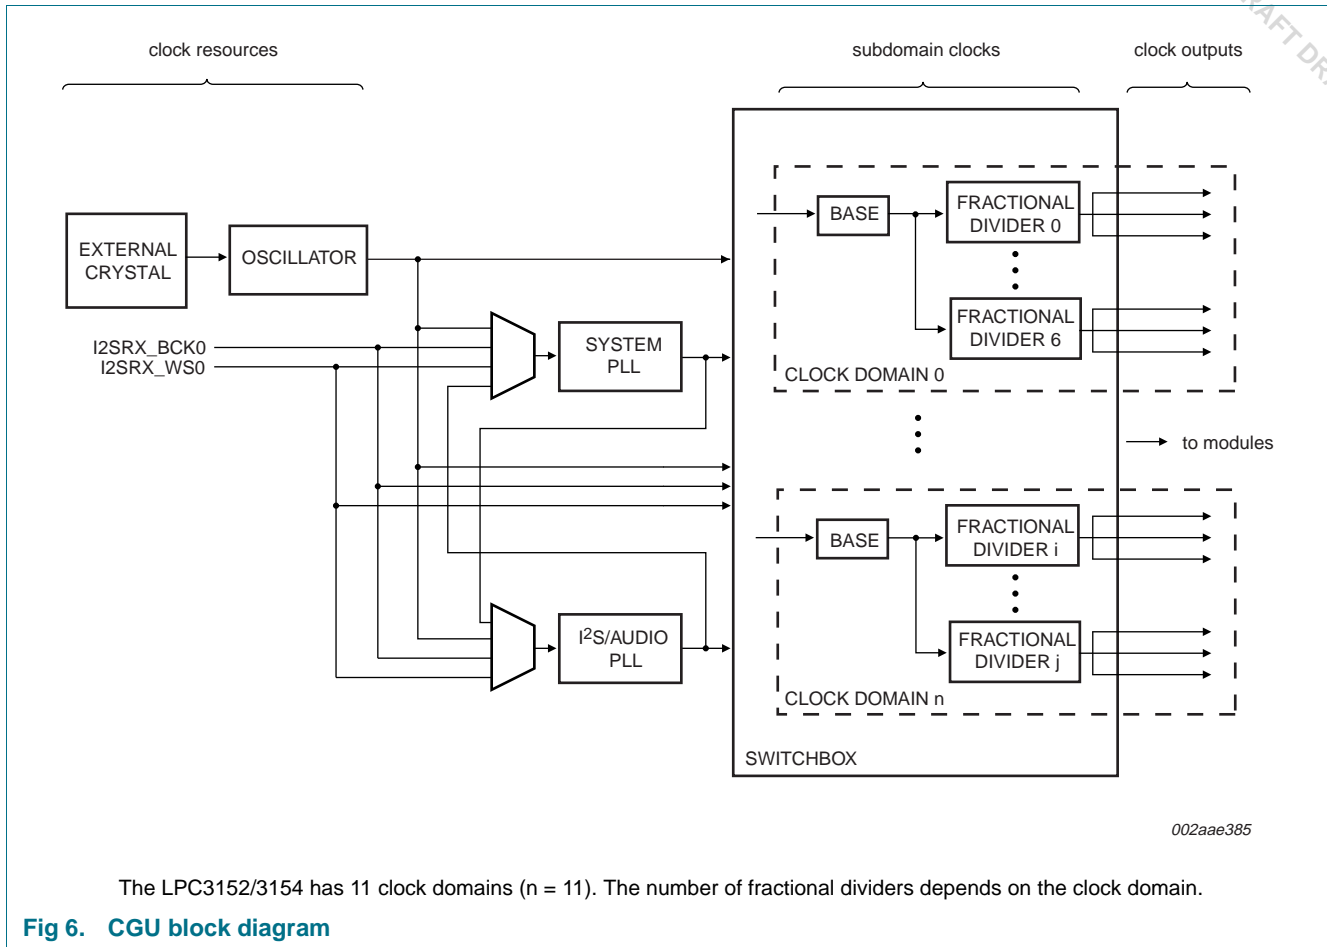 clock resources
subdomain clocks
clock outputs
EXTERNAL
CRYSTAL
OSCILLATOR
I2SRX_BCK0
I2SRX_WS0
SYSTEM
PLL
I²S/AUDIO
PLL
BASE
FRACTIONAL
DIVIDER 0
FRACTIONAL
DIVIDER 6
CLOCK DOMAIN 0
to modules
BASE
FRACTIONAL
DIVIDER i
FRACTIONAL
DIVIDER j
CLOCK DOMAIN n
SWITCHBOX
002aae385
The LPC3152/3154 has 11 clock domains (n = 11). The number of fractional dividers depends on the clock domain.
Fig 6. CGU block diagram